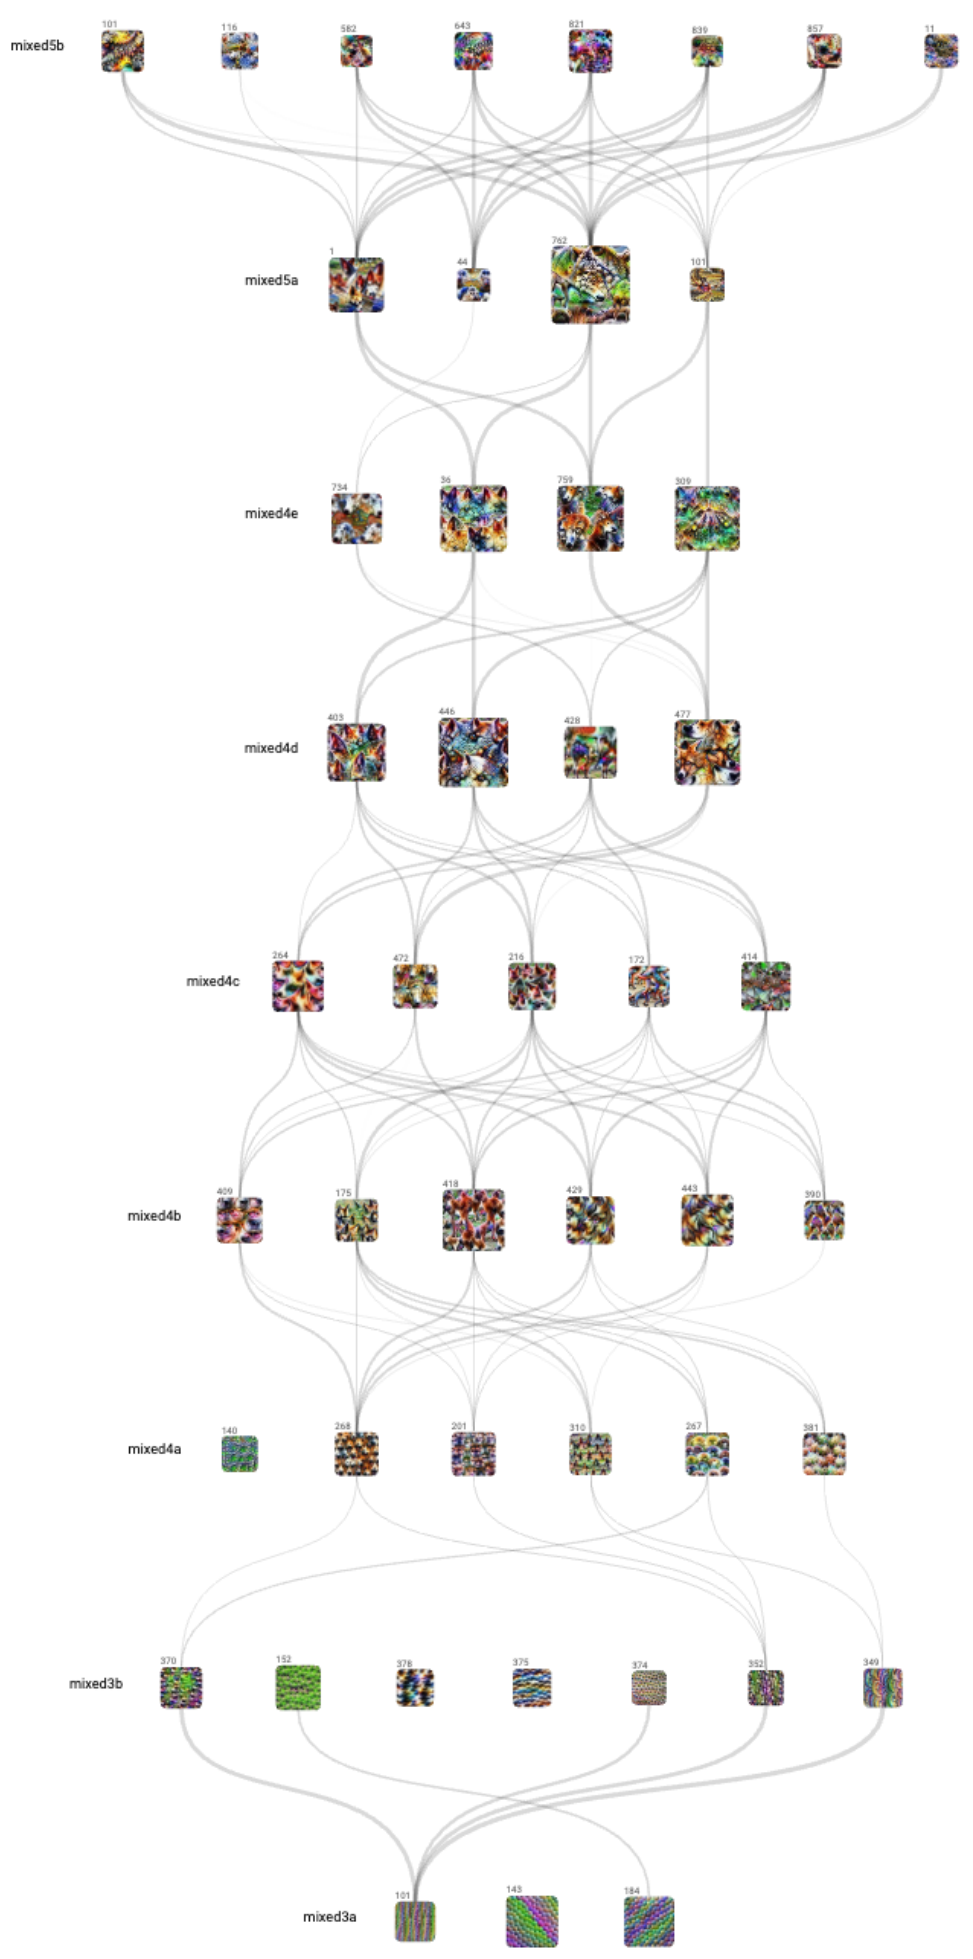 mixed5b 101 116 582 643 821 839 857 11
mixed5a 1 44 762 101
mixed4e 734 36 759 309
mixed4d 403 446 428 477
mixed4c 264 472 216 172 414
mixed4b 409 175 418 429 443 390
mixed4a 140 268 201 310 267 381
mixed3b 370 152 378 375 374 352 349
mixed3a 101 143 184